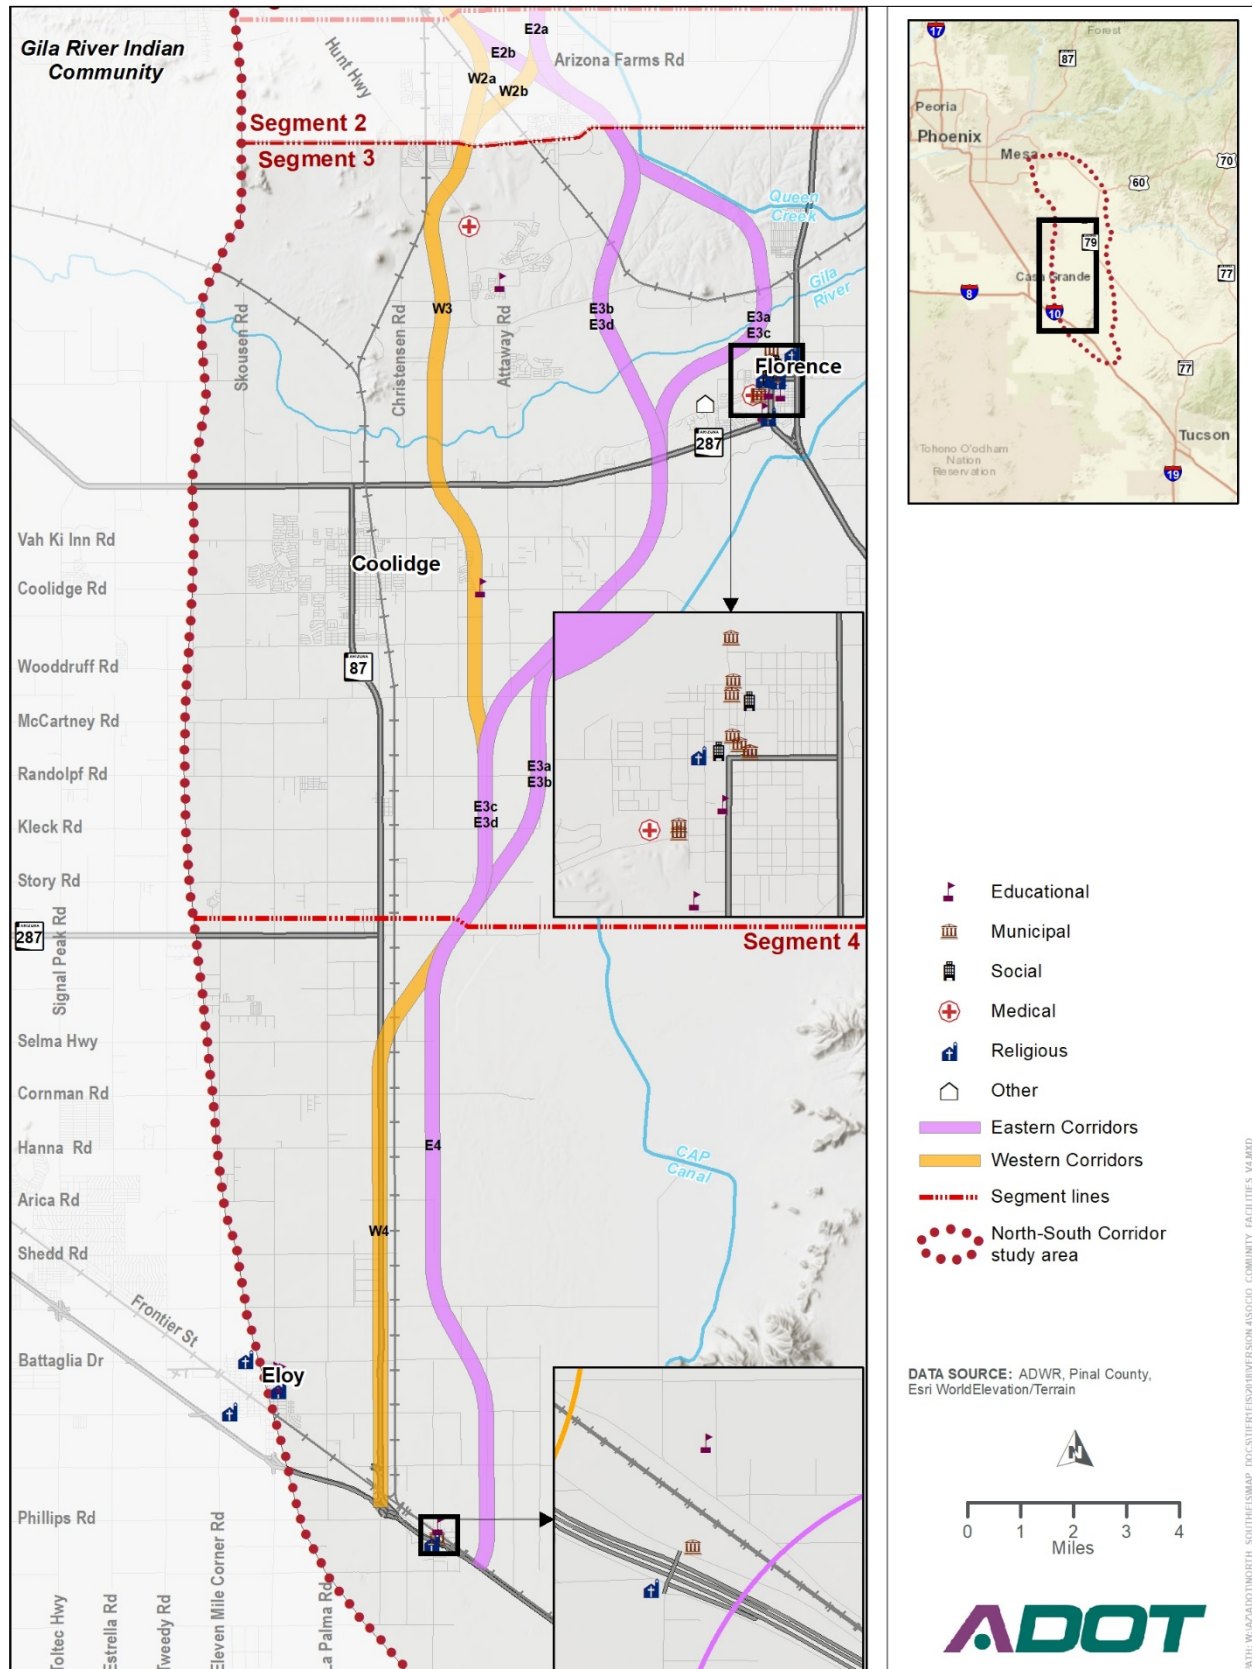 Gila River Indian
Community
Hunt Hwy
E2a
E2b
Arizona Farms Rd
W2a
W2b
Segment 2
Segment 3
Queen
Creek
Gila
River
W3
E3b
E3d
E3a
E3c
Skousen Rd
Christensen Rd
Attaway Rd
Florence
ARIZONA
287
Vah Ki Inn Rd
Coolidge
Coolidge Rd
Wooddruff Rd
ARIZONA
87
McCartney Rd
Randolpf Rd
E3a
E3b
E3c
E3d
Kleck Rd
Story Rd
Signal Peak Rd
ARIZONA
287
Segment 4
Selma Hwy
Cornman Rd
Hanna Rd
E4
CAP
Canal
Arica Rd
W4
Shedd Rd
Frontier St
Battaglia Dr
Eloy
Phillips Rd
Toltec Hwy
Estrella Rd
Tweedy Rd
Eleven Mile Corner Rd
La Palma Rd
17
Forest
87
Peoria
Phoenix
Mesa
70
60
79
77
Casa Grande
8
10
77
Tucson
Tohono O'odham
Nation
Reservation
19
Educational
Municipal
Social
Medical
Religious
Other
Eastern Corridors
Western Corridors
Segment lines
North-South Corridor
study area
DATA SOURCE: ADWR, Pinal County,
Esri WorldElevation/Terrain
N
0 1 2 3 4
Miles
ADOT